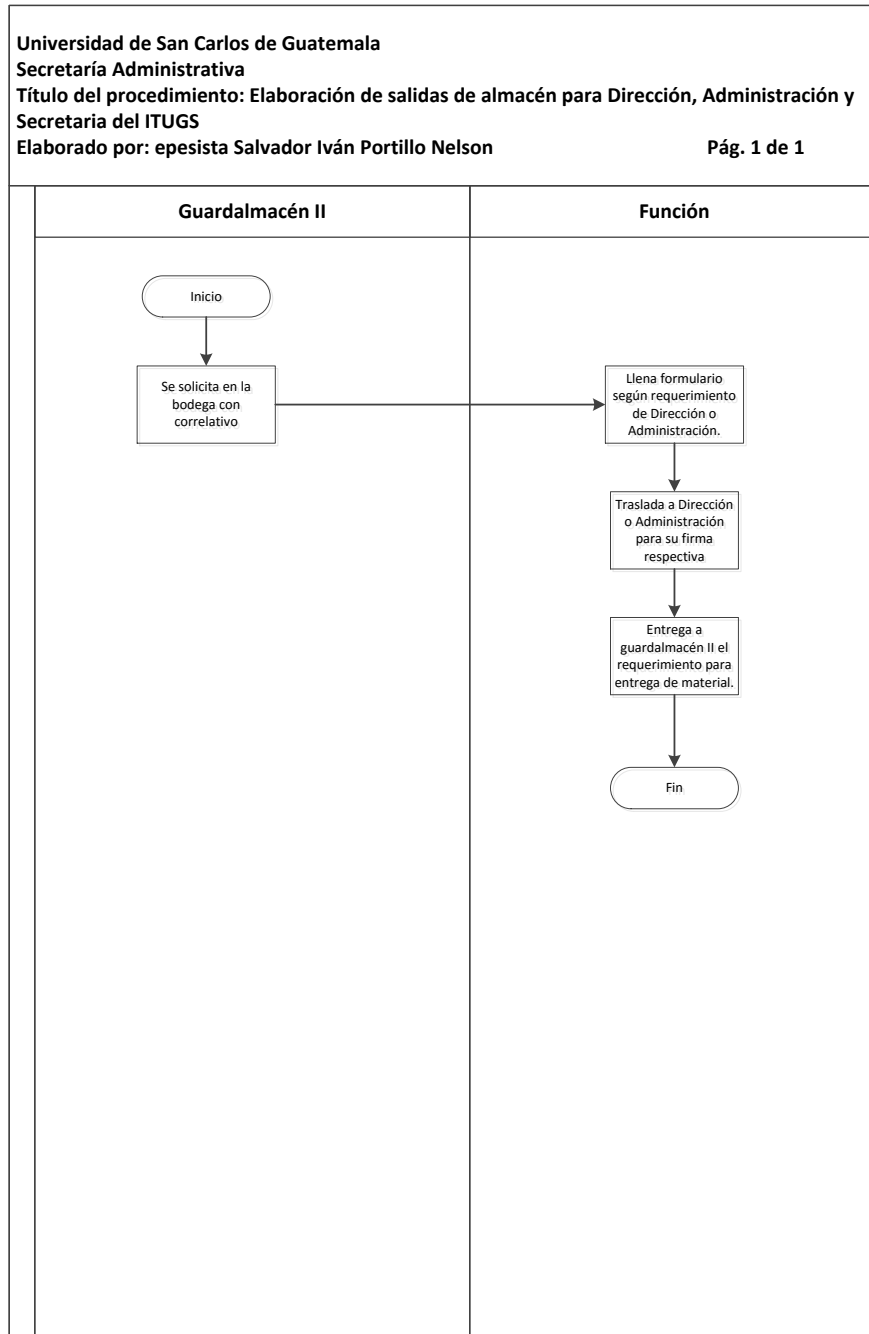 Universidad de San Carlos de Guatemala
Secretaría Administrativa
Título del procedimiento: Elaboración de salidas de almacén para Dirección, Administración y
Secretaria del ITUGS
Elaborado por: epesista Salvador Iván Portillo Nelson Pág. 1 de 1
Guardalmacén II
Función
Inicio
Se solicita en la
bodega con
correlativo
Llena formulario
según requerimiento
de Dirección o
Administración.
Traslada a Dirección
o Administración
para su firma
respectiva
Entrega a
guardalmacén II el
requerimiento para
entrega de material.
Fin